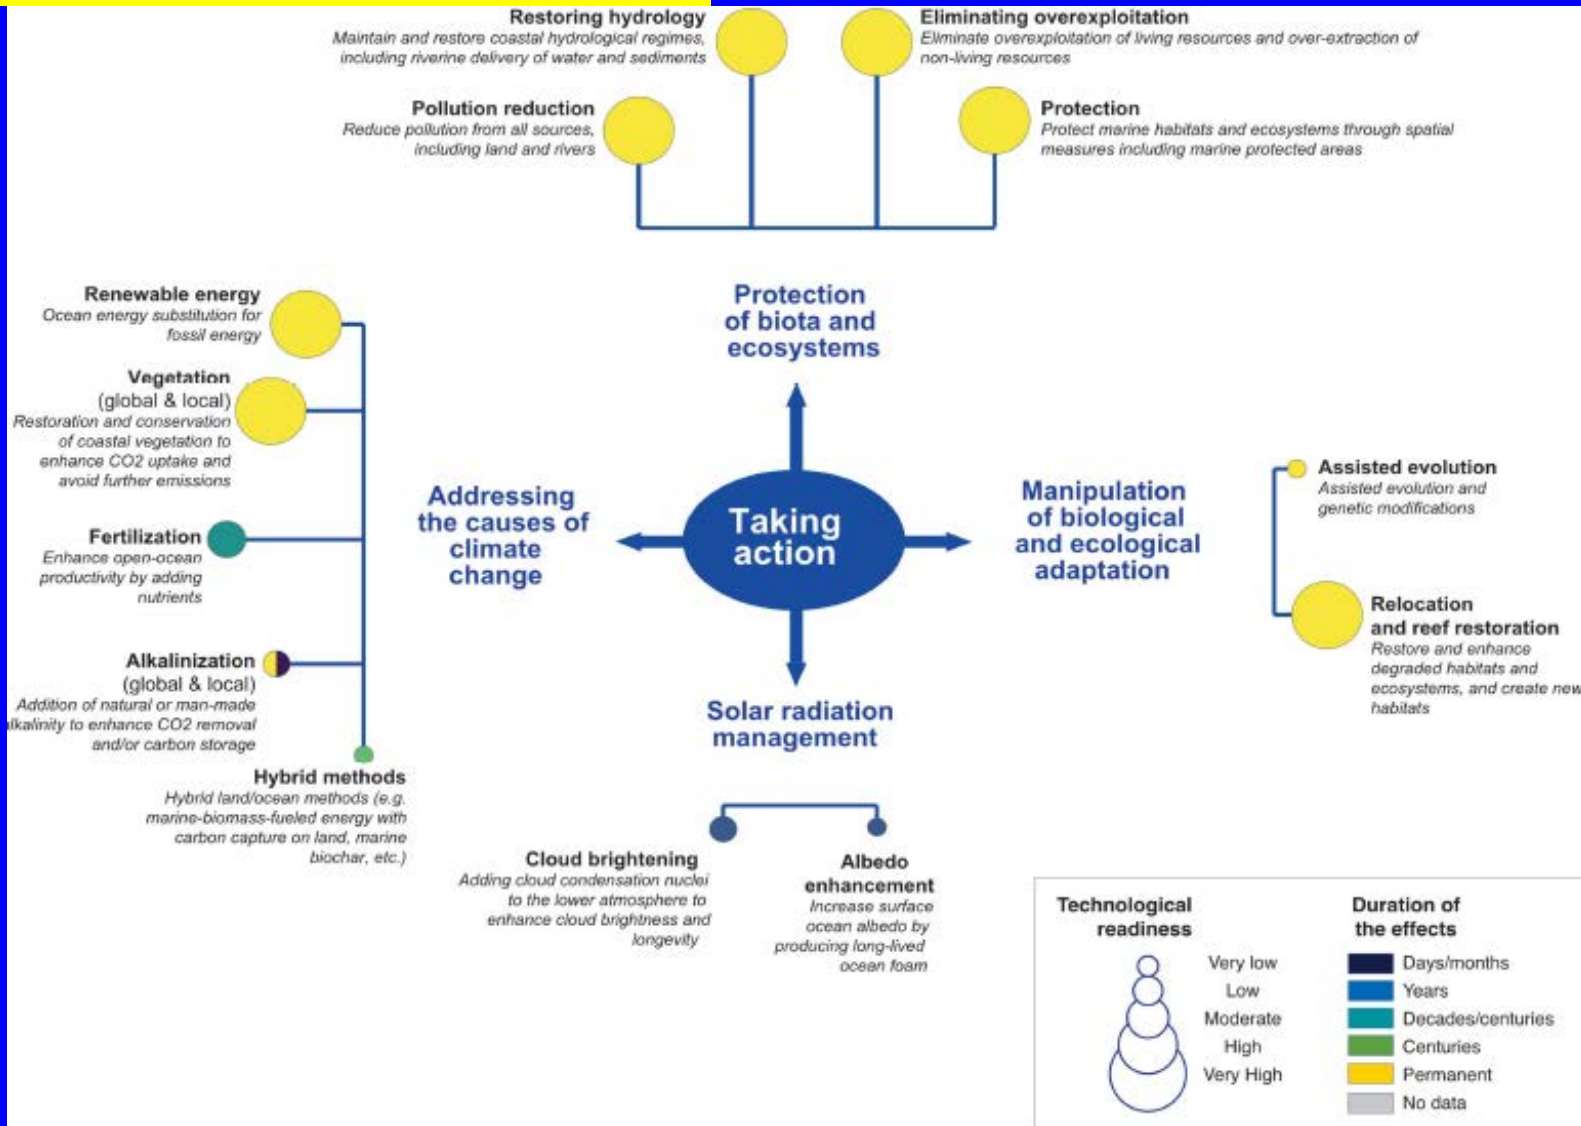 Restoring hydrology
Maintain and restore coastal hydrological regimes,
including riverine delivery of water and sediments
Eliminating overexploitation
Eliminate overexploitation of living resources and over-extraction of
non-living resources
Pollution reduction
Reduce pollution from all sources,
including land and rivers
Protection
Protect marine habitats and ecosystems through spatial
measures including marine protected areas
Protection
of biota and
ecosystems
Renewable energy
Ocean energy substitution for
fossil energy
Vegetation
(global & local)
Restoration and conservation
of coastal vegetation to
enhance CO2 uptake and
avoid further emissions
Fertilization
Enhance open-ocean
productivity by adding
nutrients
Alkalinization
(global & local)
Addition of natural or man-made
lkalinity to enhance CO2 removal
and/or carbon storage
Hybrid methods
Hybrid land/ocean methods (e.g.
marine-biomass-fueled energy with
carbon capture on land, marine
biochar, etc.)
Addressing
the causes of
climate
change
Taking
action
Manipulation
of biological
and ecological
adaptation
Assisted evolution
Assisted evolution and
genetic modifications
Relocation
and reef restoration
Restore and enhance
degraded habitats and
ecosystems, and create new
habitats
Solar radiation
management
Cloud brightening
Adding cloud condensation nuclei
to the lower atmosphere to
enhance cloud brightness and
longevity
Albedo
enhancement
Increase surface
ocean albedo by
producing long-lived
ocean foam
Technological
readiness
Very low
Low
Moderate
High
Very High
Duration of
the effects
Days/months
Years
Decades/centuries
Centuries
Permanent
No data